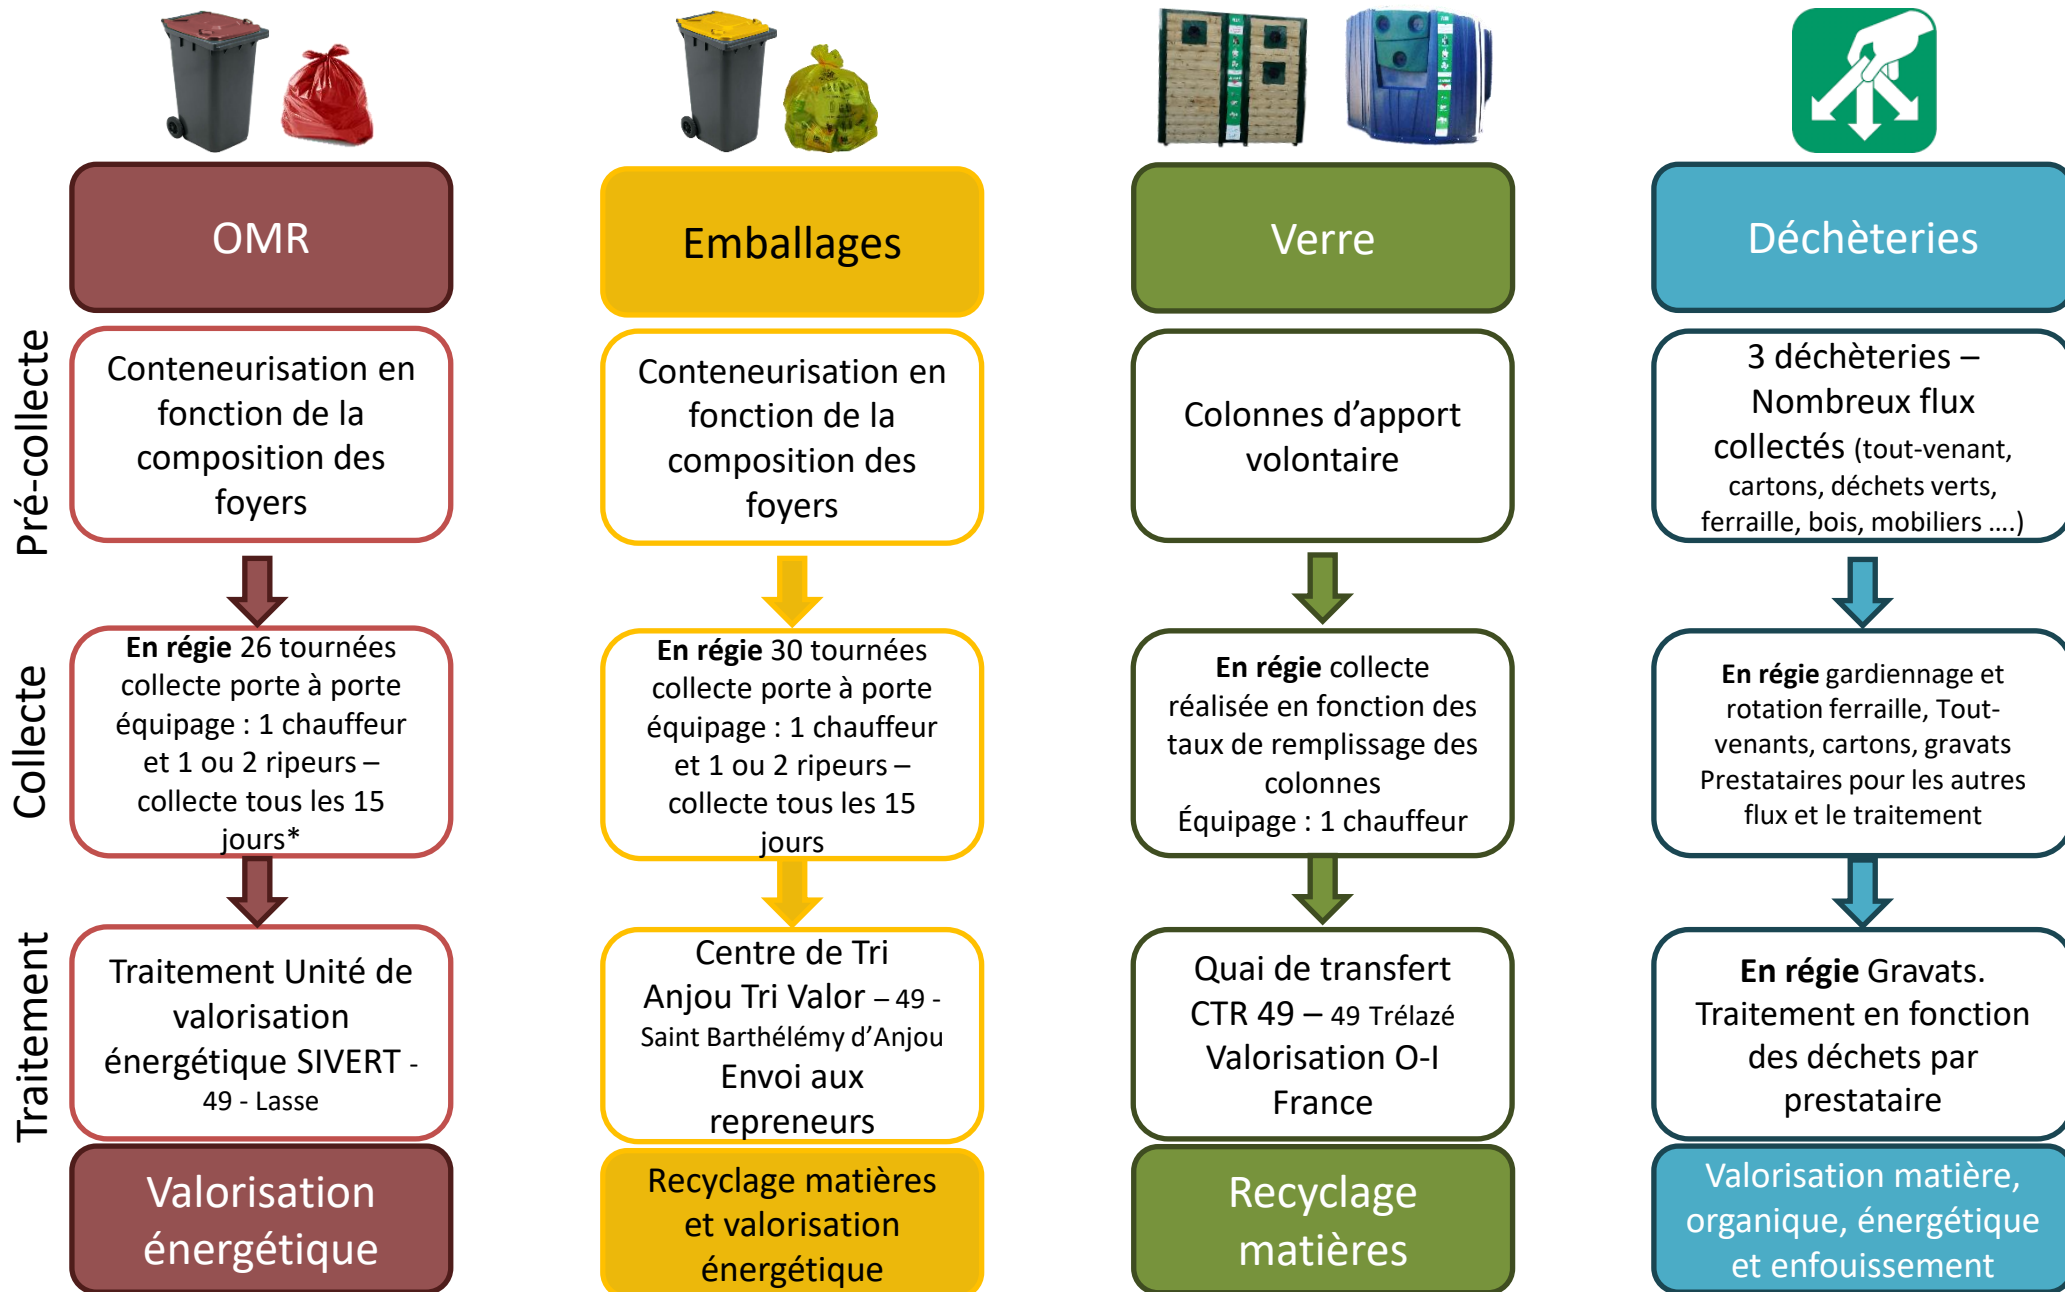 OMR
Emballages
Verre
Déchèteries
Pré-collecte
Conteneurisation en
fonction de la
composition des
foyers
Conteneurisation en
fonction de la
composition des
foyers
Colonnes d’apport
volontaire
3 déchèteries –
Nombreux flux
collectés (tout-venant,
cartons, déchets verts,
ferraille, bois, mobiliers ….)
Collecte
En régie 26 tournées
collecte porte à porte
équipage : 1 chauffeur
et 1 ou 2 ripeurs –
collecte tous les 15
jours*
En régie 30 tournées
collecte porte à porte
équipage : 1 chauffeur
et 1 ou 2 ripeurs –
collecte tous les 15
jours
En régie collecte
réalisée en fonction des
taux de remplissage des
colonnes
Équipage : 1 chauffeur
En régie gardiennage et
rotation ferraille, Tout-
venants, cartons, gravats
Prestataires pour les autres
flux et le traitement
Traitement
Traitement Unité de
valorisation
énergétique SIVERT -
49 - Lasse
Centre de Tri
Anjou Tri Valor – 49 -
Saint Barthélémy d’Anjou
Envoi aux
repreneurs
Quai de transfert
CTR 49 – 49 Trélazé
Valorisation O-I
France
En régie Gravats.
Traitement en fonction
des déchets par
prestataire
Valorisation
énergétique
Recyclage matières
et valorisation
énergétique
Recyclage
matières
Valorisation matière,
organique, énergétique
et enfouissement